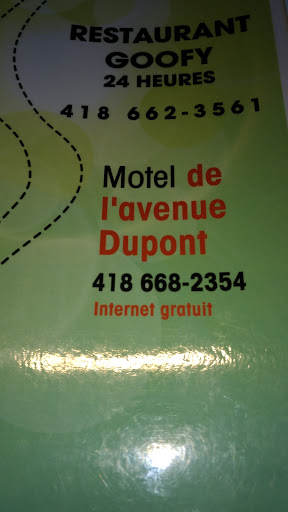 RESTAURANT
GOOFY
24 HEURES
418 662-3561
Motel de
l'avenue
Dupont
418 668-2354
Internet gratuit